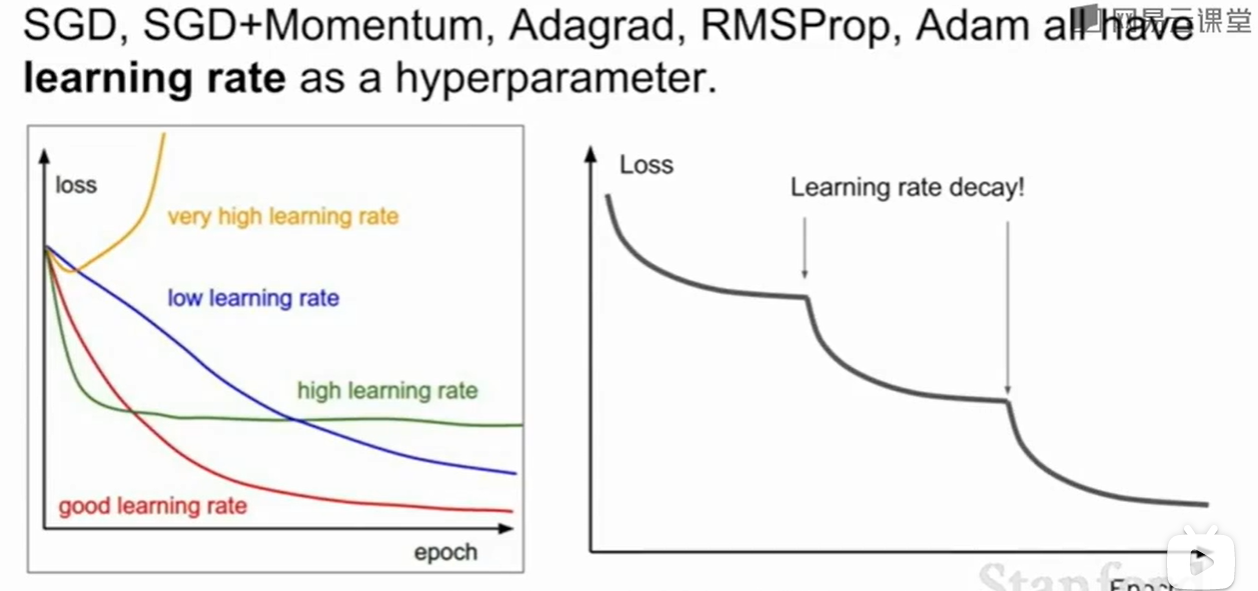 SGD, SGD+Momentum, Adagrad, RMSProp, Adam all have
网易云课堂
learning rate as a hyperparameter.
loss
very high learning rate
low learning rate
high learning rate
good learning rate
epoch
Loss
Learning rate decay!
Stanford
Epoch